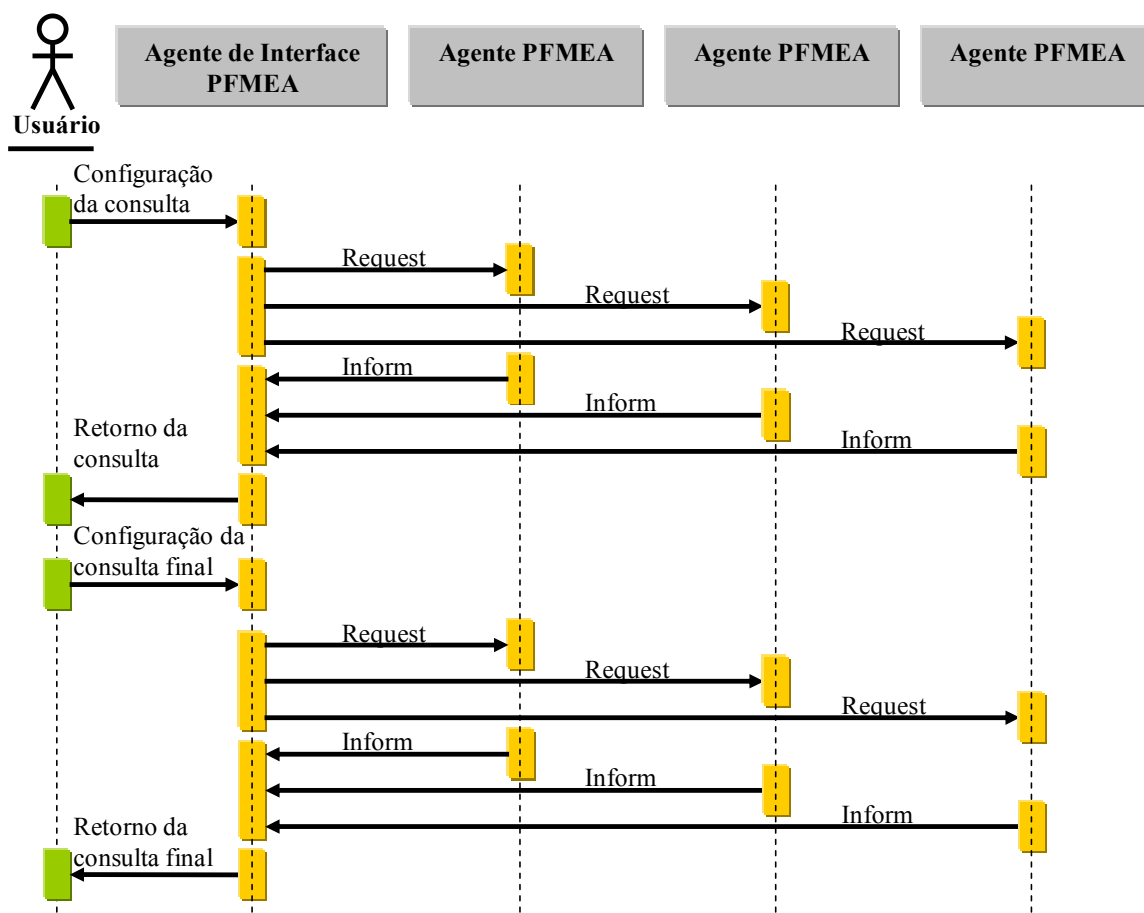 Agente de Interface
PFMEA
Agente PFMEA
Agente PFMEA
Agente PFMEA
Usuário
Configuração
da consulta
Request
Request
Request
Inform
Inform
Inform
Retorno da
consulta
Configuração da
consulta final
Request
Request
Request
Inform
Inform
Inform
Retorno da
consulta final